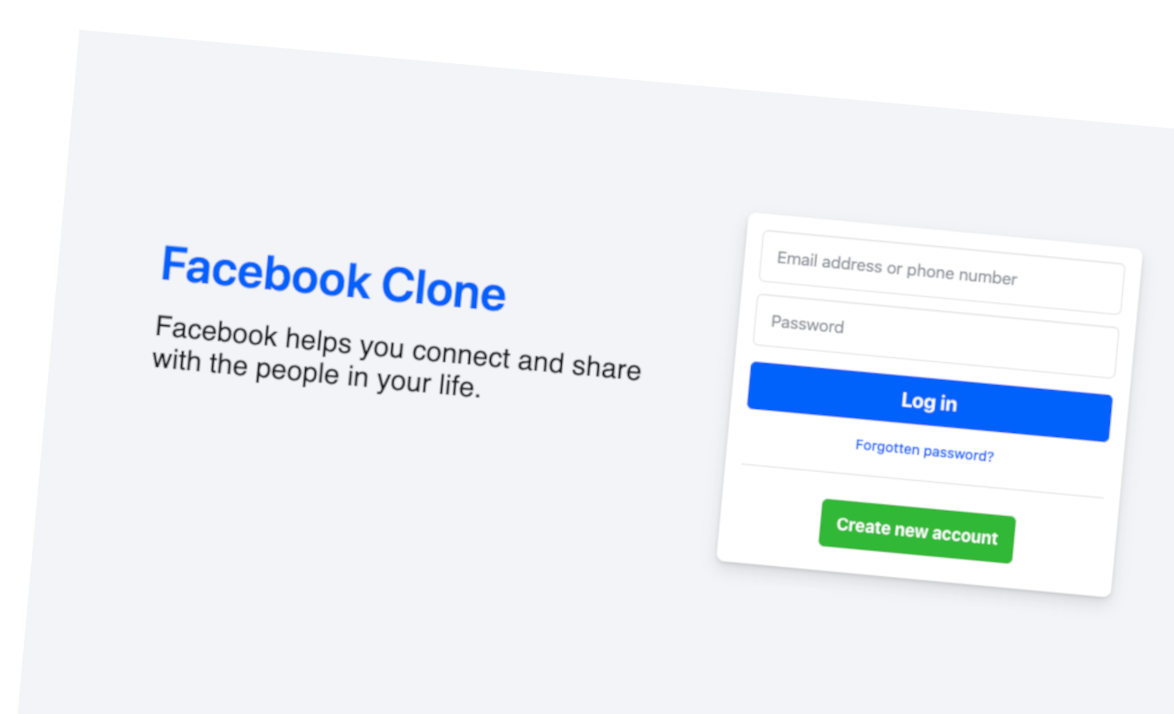 Facebook Clone
Facebook helps you connect and share
with the people in your life.
Email address or phone number
Password
Log in
Forgotten password?
Create new account